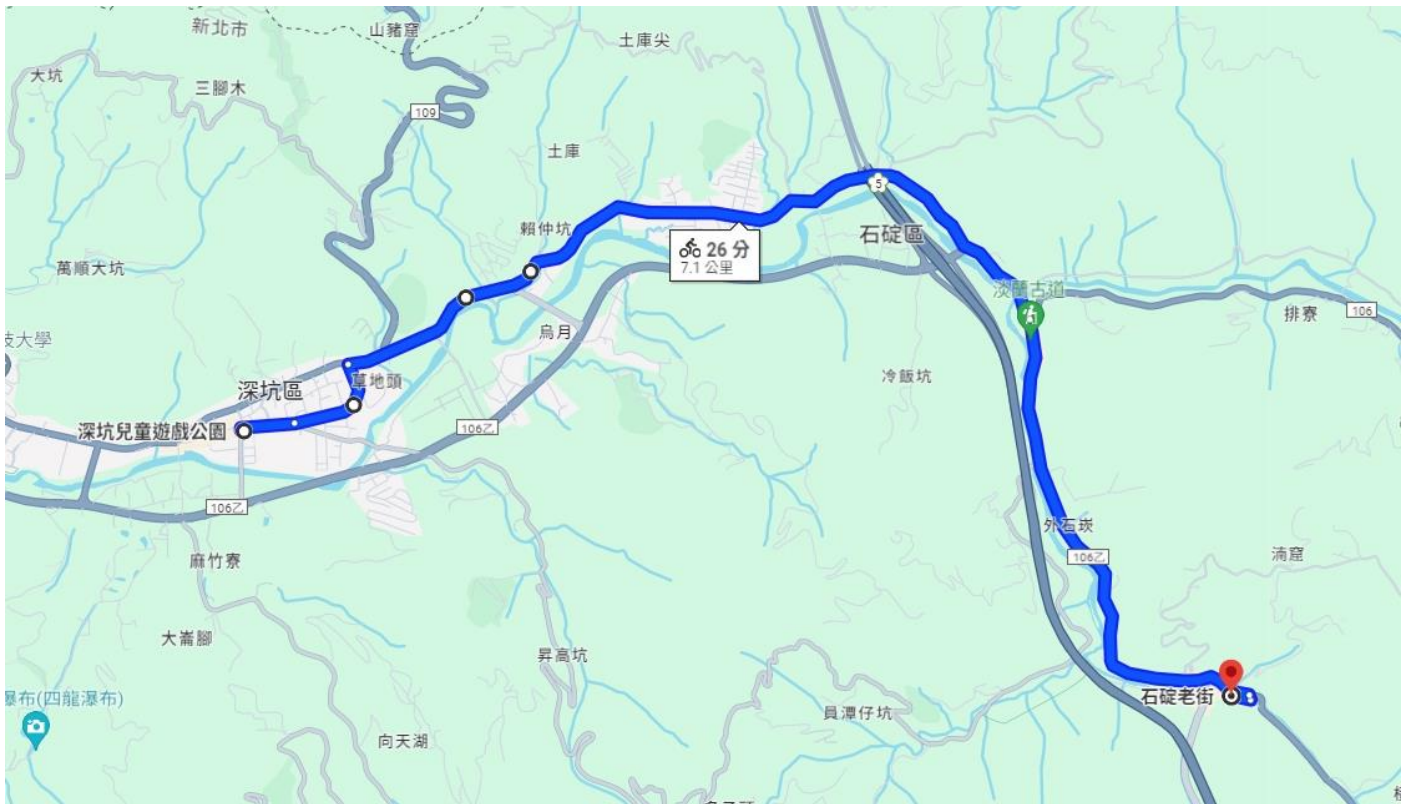 新北市
山豬窟
土庫尖
大坑
三腳木
109
土庫
5
賴仲坑
石碇區
26 分
7.1 公里
萬順大坑
淡蘭古道
排寮
106
技大學
烏月
冷飯坑
深坑區
草地頭
深坑兒童遊戲公園
106乙
106乙
外石崁
106乙
湳窟
麻竹寮
大崙腳
昇高坑
石碇老街
瀑布(四龍瀑布)
員潭仔坑
向天湖